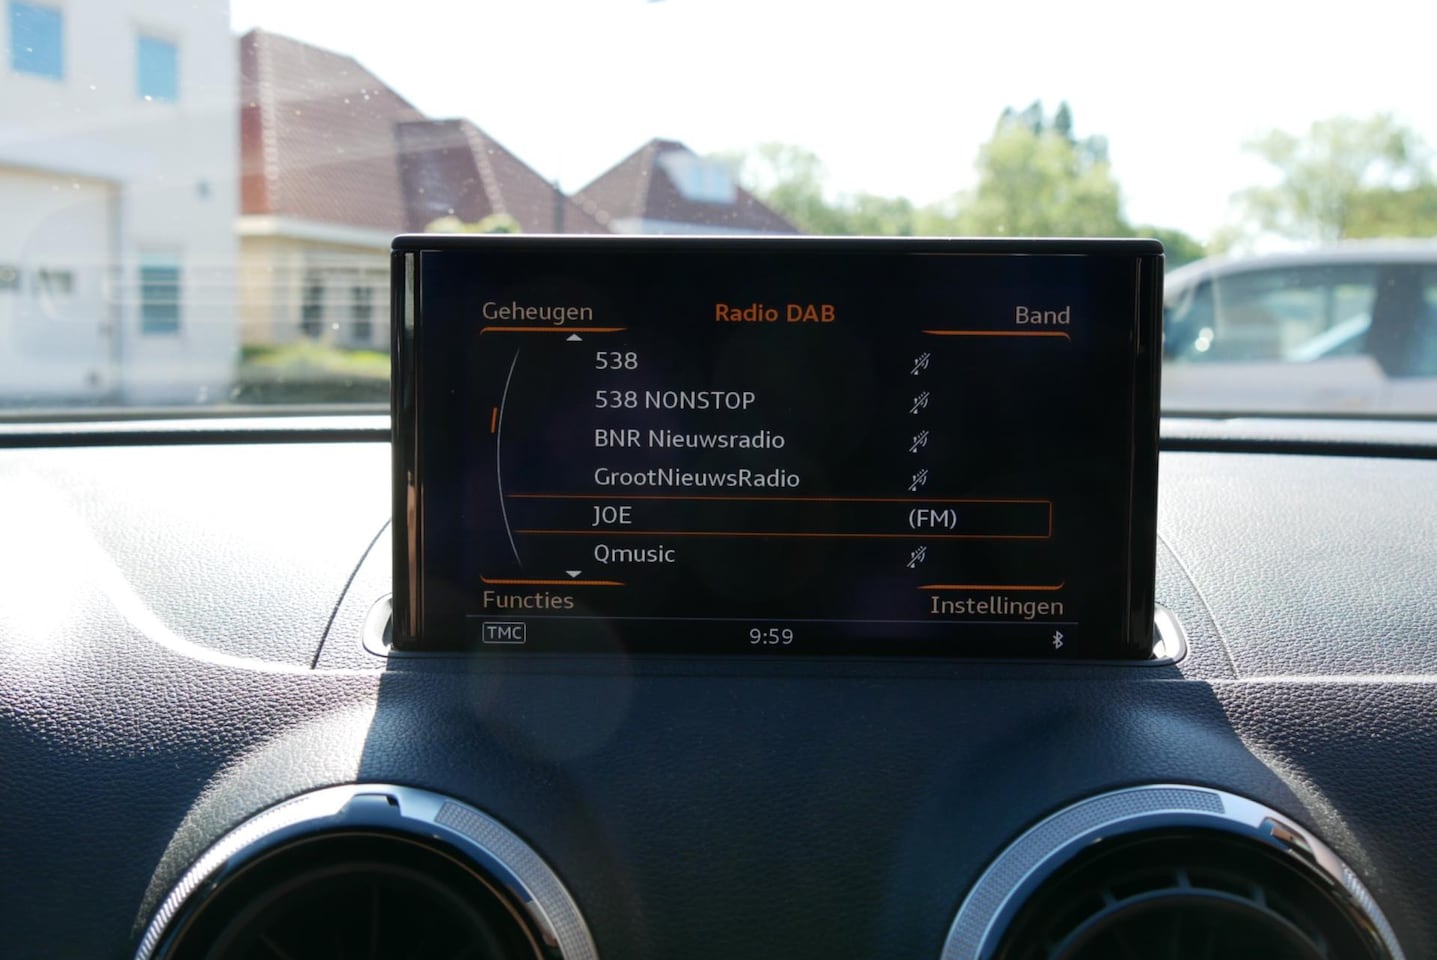 Geheugen Radio DAB Band
538
538 NONSTOP
BNR Nieuwsradio
GrootNieuwsRadio
JOE (FM)
Qmusic
Functies Instellingen
TMC 9:59